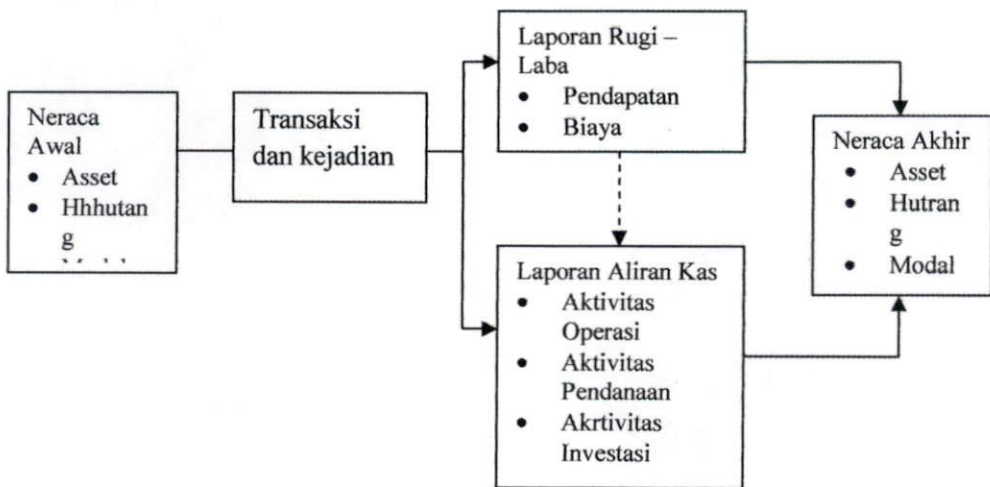 Neraca
Awal
• Asset
• Hhhutan
g
Transaksi
dan kejadian
Laporan Rugi –
Laba
• Pendapatan
• Biaya
Laporan Aliran Kas
• Aktivitas
Operasi
• Aktivitas
Pendanaan
• Akrtivitas
Investasi
Neraca Akhir
• Asset
• Hutran
g
• Modal